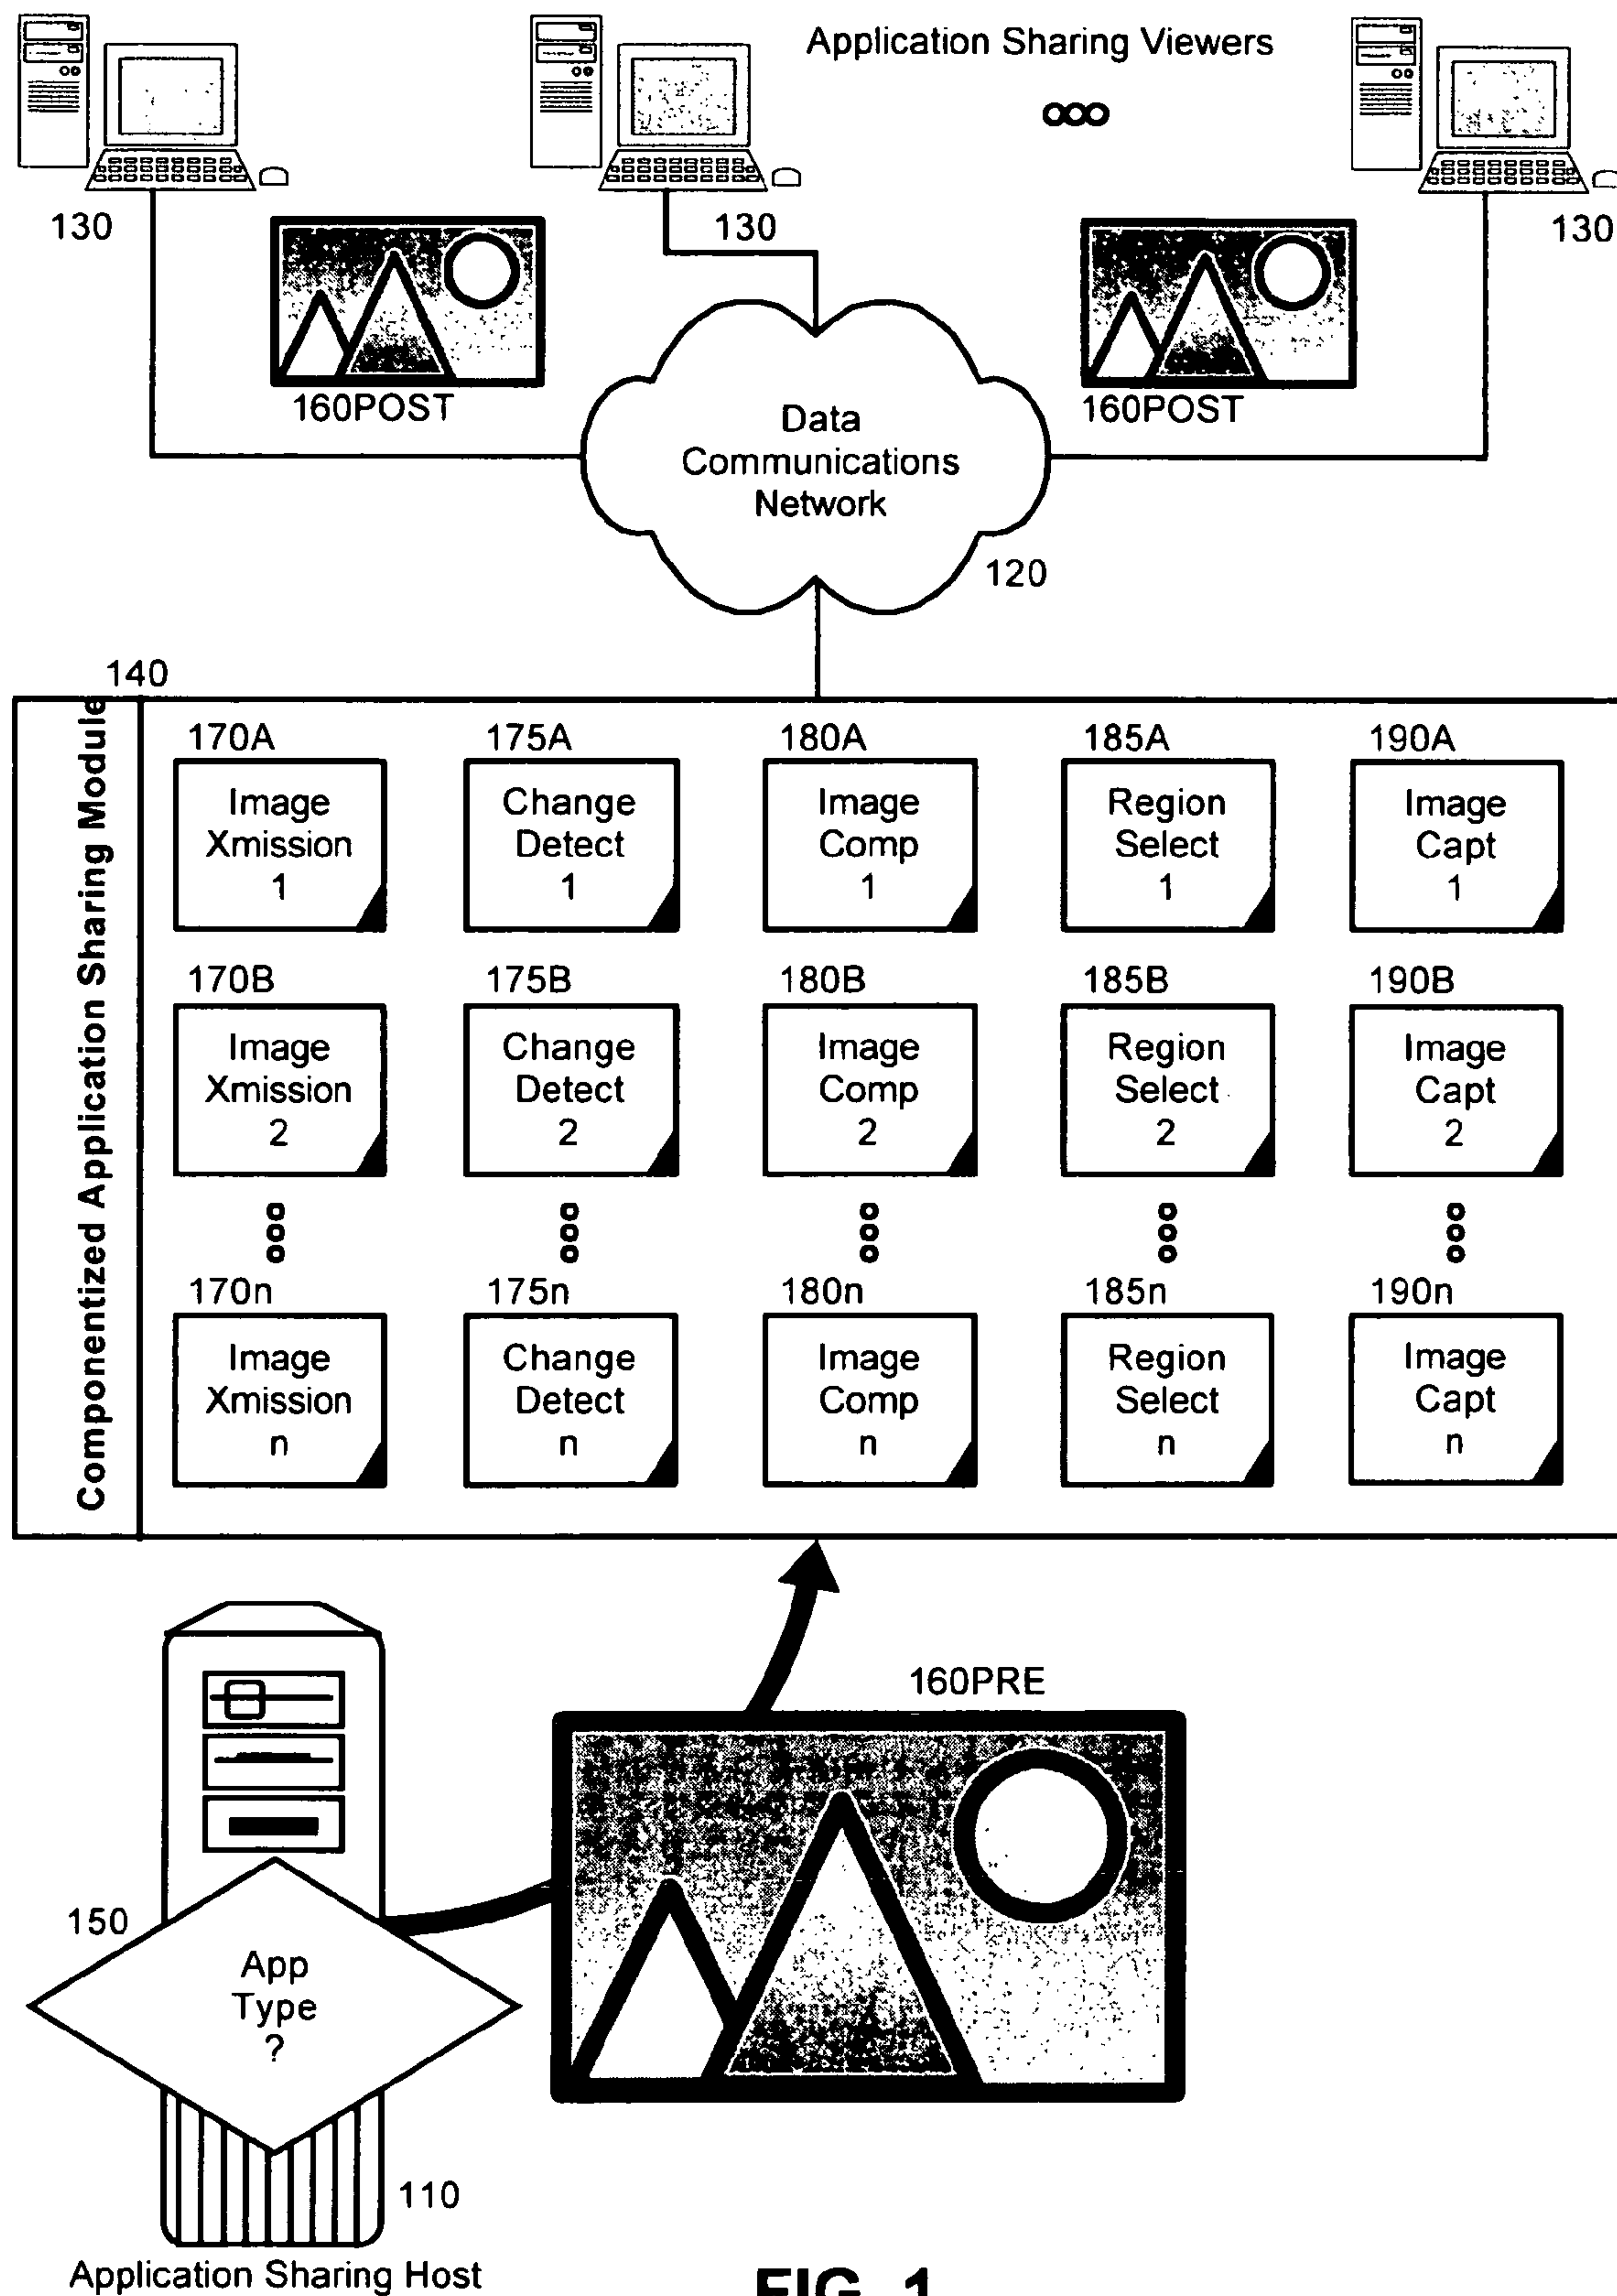 Application Sharing Viewers
130
130
130
160POST
160POST
Data
Communications
Network
120
140
Componentized Application Sharing Module
170A
175A
180A
185A
190A
Image
Xmission
1
Change
Detect
1
Image
Comp
1
Region
Select
1
Image
Capt
1
170B
175B
180B
185B
190B
Image
Xmission
2
Change
Detect
2
Image
Comp
2
Region
Select
2
Image
Capt
2
170n
175n
180n
185n
190n
Image
Xmission
n
Change
Detect
n
Image
Comp
n
Region
Select
n
Image
Capt
n
160PRE
150
App
Type
?
110
Application Sharing Host
FIG. 1